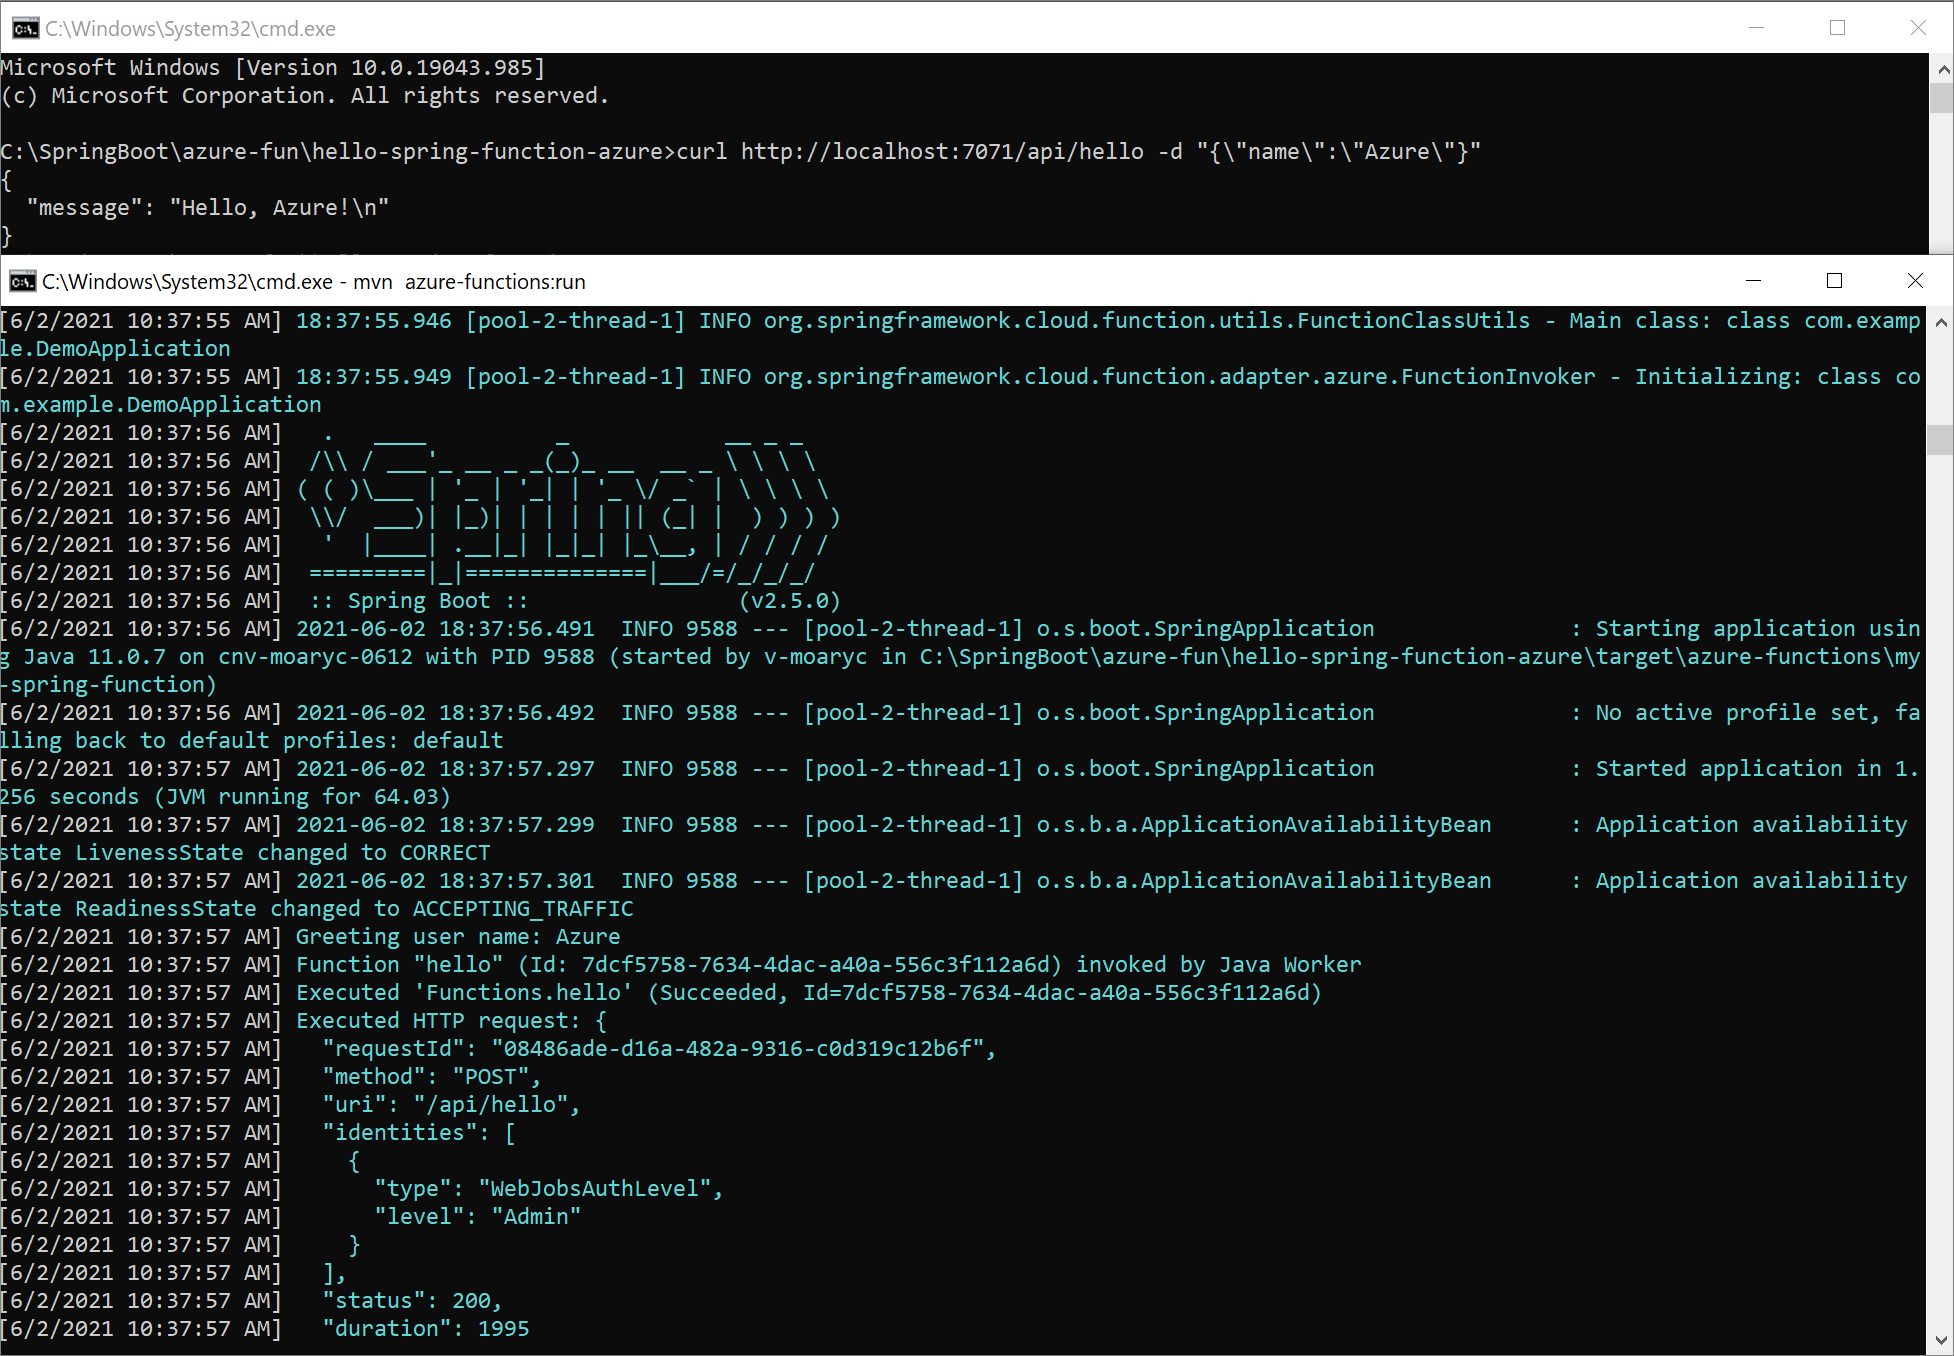 C:\Windows\System32\cmd.exe
Microsoft Windows [Version 10.0.19043.985]
(c) Microsoft Corporation. All rights reserved.
C:\SpringBoot\azure-fun\hello-spring-function-azure>curl http://localhost:7071/api/hello -d "{\"name\":\"Azure\"}"
{
  "message": "Hello, Azure!\n"
}
C:\Windows\System32\cmd.exe - mvn  azure-functions:run
[6/2/2021 10:37:55 AM] 18:37:55.946 [pool-2-thread-1] INFO org.springframework.cloud.function.utils.FunctionClassUtils - Main class: class com.examp
le.DemoApplication
[6/2/2021 10:37:55 AM] 18:37:55.949 [pool-2-thread-1] INFO org.springframework.cloud.function.adapter.azure.FunctionInvoker - Initializing: class co
m.example.DemoApplication
[6/2/2021 10:37:56 AM]   .   ____          _            __ _ _
[6/2/2021 10:37:56 AM]  /\\ / ___'_ __ _ _(_)_ __  __ _ \ \ \ \
[6/2/2021 10:37:56 AM] ( ( )\___ | '_ | '_| | '_ \/ _` | \ \ \ \
[6/2/2021 10:37:56 AM]  \\/  ___)| |_)| | | | | || (_| |  ) ) ) )
[6/2/2021 10:37:56 AM]   '  |____| .__|_| |_|_| |_\__, | / / / /
[6/2/2021 10:37:56 AM]  =========|_|==============|___/=/_/_/_/
[6/2/2021 10:37:56 AM]  :: Spring Boot ::                (v2.5.0)
[6/2/2021 10:37:56 AM] 2021-06-02 18:37:56.491  INFO 9588 --- [pool-2-thread-1] o.s.boot.SpringApplication               : Starting application usin
g Java 11.0.7 on cnv-moaryc-0612 with PID 9588 (started by v-moaryc in C:\SpringBoot\azure-fun\hello-spring-function-azure\target\azure-functions\my
-spring-function)
[6/2/2021 10:37:56 AM] 2021-06-02 18:37:56.492  INFO 9588 --- [pool-2-thread-1] o.s.boot.SpringApplication               : No active profile set, fa
lling back to default profiles: default
[6/2/2021 10:37:57 AM] 2021-06-02 18:37:57.297  INFO 9588 --- [pool-2-thread-1] o.s.boot.SpringApplication               : Started application in 1.
256 seconds (JVM running for 64.03)
[6/2/2021 10:37:57 AM] 2021-06-02 18:37:57.299  INFO 9588 --- [pool-2-thread-1] o.s.b.a.ApplicationAvailabilityBean      : Application availability
state LivenessState changed to CORRECT
[6/2/2021 10:37:57 AM] 2021-06-02 18:37:57.301  INFO 9588 --- [pool-2-thread-1] o.s.b.a.ApplicationAvailabilityBean      : Application availability
state ReadinessState changed to ACCEPTING_TRAFFIC
[6/2/2021 10:37:57 AM] Greeting user name: Azure
[6/2/2021 10:37:57 AM] Function "hello" (Id: 7dcf5758-7634-4dac-a40a-556c3f112a6d) invoked by Java Worker
[6/2/2021 10:37:57 AM] Executed 'Functions.hello' (Succeeded, Id=7dcf5758-7634-4dac-a40a-556c3f112a6d)
[6/2/2021 10:37:57 AM] Executed HTTP request: {
[6/2/2021 10:37:57 AM]   "requestId": "08486ade-d16a-482a-9316-c0d319c12b6f",
[6/2/2021 10:37:57 AM]   "method": "POST",
[6/2/2021 10:37:57 AM]   "uri": "/api/hello",
[6/2/2021 10:37:57 AM]   "identities": [
[6/2/2021 10:37:57 AM]     {
[6/2/2021 10:37:57 AM]       "type": "WebJobsAuthLevel",
[6/2/2021 10:37:57 AM]       "level": "Admin"
[6/2/2021 10:37:57 AM]     }
[6/2/2021 10:37:57 AM]   ],
[6/2/2021 10:37:57 AM]   "status": 200,
[6/2/2021 10:37:57 AM]   "duration": 1995